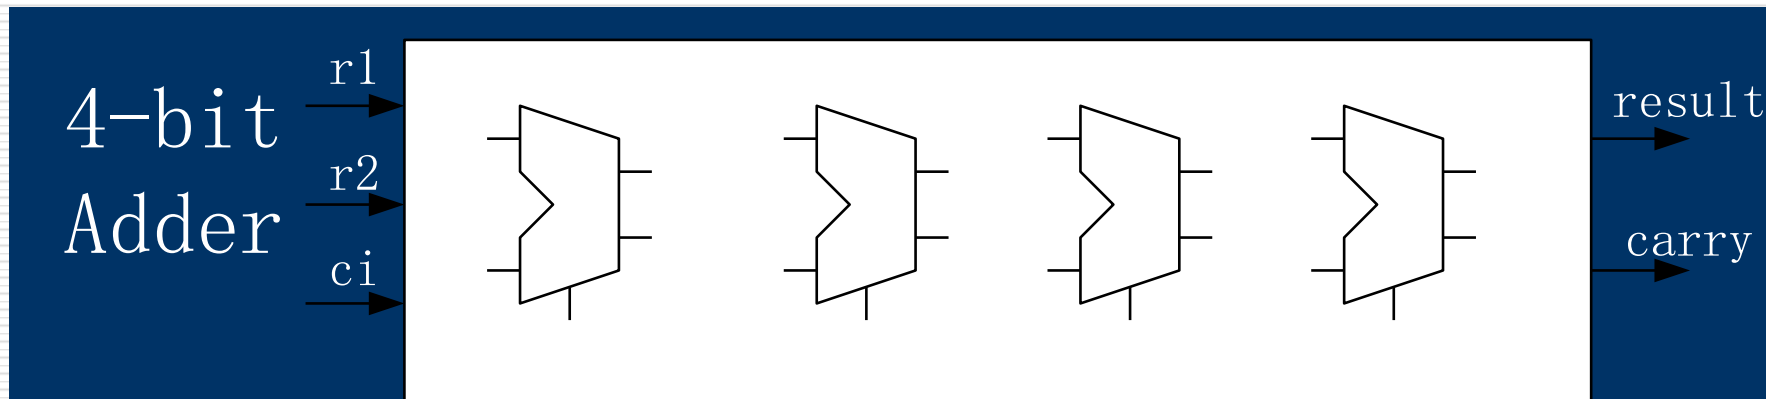 4-bit
Adder
r1
r2
ci
result
carry